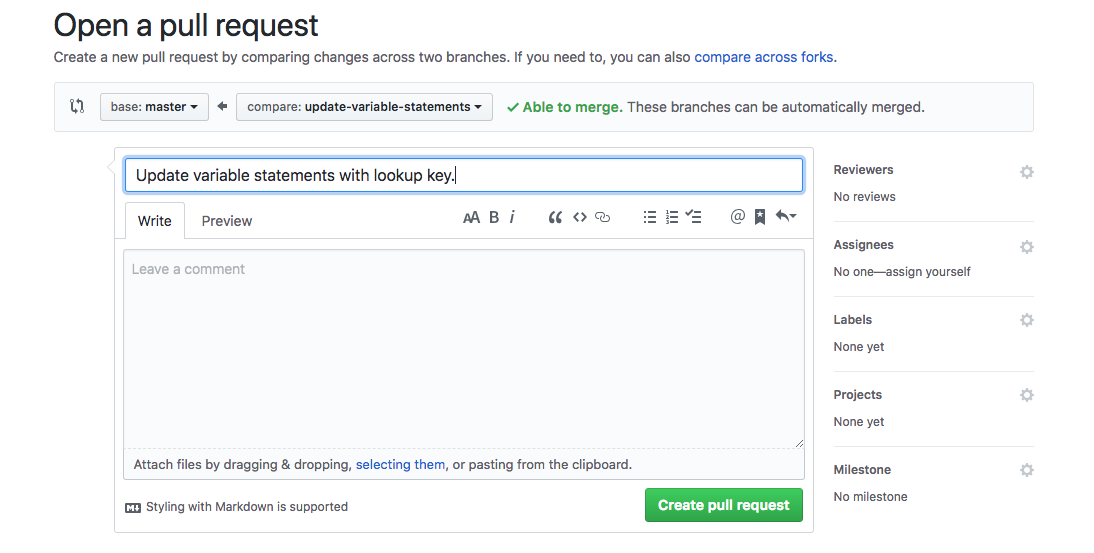 Open a pull request
Create a new pull request by comparing changes across two branches. If you need to, you can also compare across forks.
base: master
compare: update-variable-statements
Able to merge. These branches can be automatically merged.
Update variable statements with lookup key.
Write Preview
AA B i
@
Leave a comment
Attach files by dragging & dropping, selecting them, or pasting from the clipboard.
Styling with Markdown is supported
Create pull request
Reviewers
No reviews
Assignees
No one—assign yourself
Labels
None yet
Projects
None yet
Milestone
No milestone